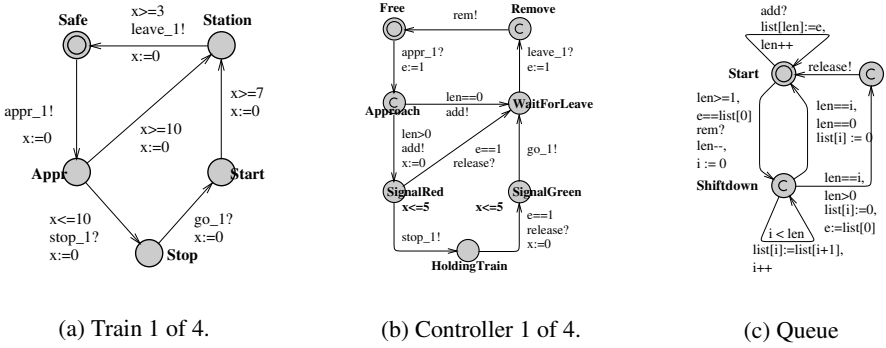 x>=3
Safe
leave_1!
Station
x:=0
appr_1!
x:=0
x>=7
x:=0
x>=10
x:=0
Appr
Start
x<=10
stop_1?
x:=0
go_1?
x:=0
Stop
(a) Train 1 of 4.
Free
rem!
Remove
C
appr_1?
e:=1
leave_1?
e:=1
C
Approach
len==0
add!
WaitForLeave
len>0
add!
x:=0
e==1
release?
go_1!
SignalRed
x<=5
SignalGreen
x<=5
stop_1!
e==1
release?
x:=0
HoldingTrain
(b) Controller 1 of 4.
add?
list[len]:=e,
len++
Start
release!
C
len>=1,
e==list[0]
rem?
len--,
i := 0
len==i,
len==0
list[i] := 0
Shiftdown
C
len==i,
len>0
list[i]:=0,
e:=list[0]
i < len
list[i]:=list[i+1],
i++
(c) Queue